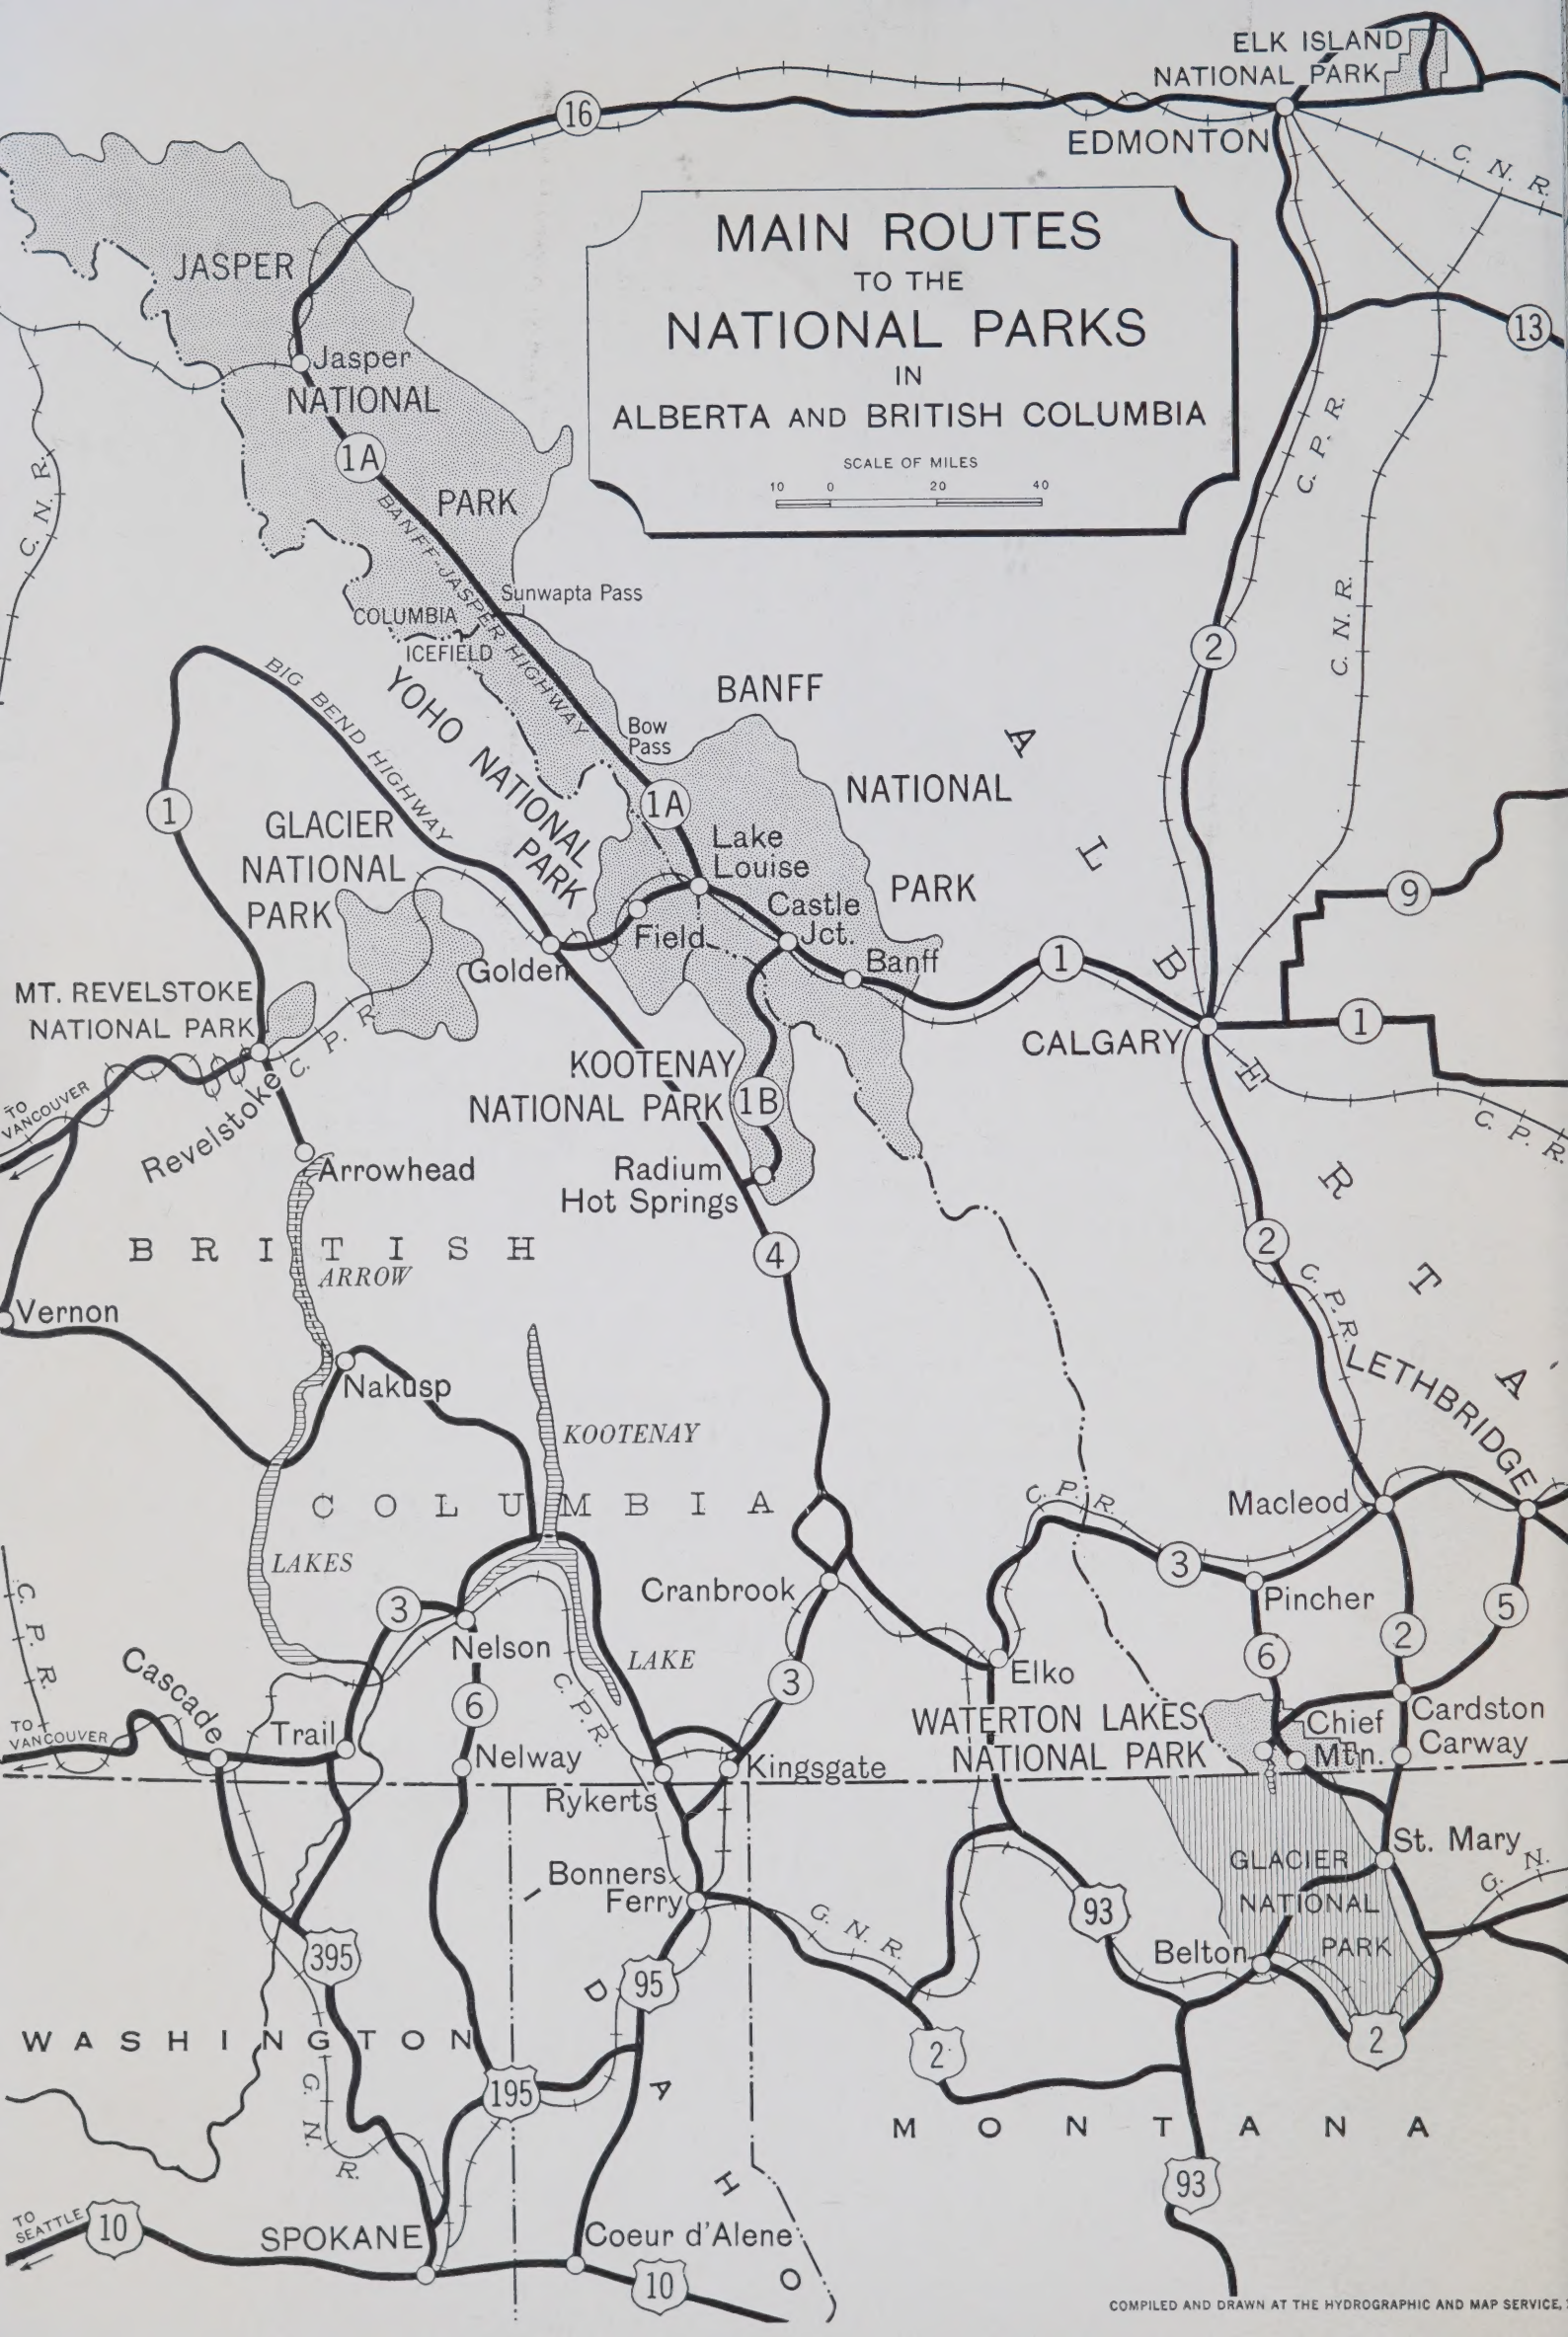 ELK ISLAND
NATIONAL PARK
16
EDMONTON
C. N. R.
MAIN ROUTES
TO THE
NATIONAL PARKS
IN
ALBERTA AND BRITISH COLUMBIA
SCALE OF MILES
10 0 20 40
JASPER
Jasper
NATIONAL
PARK
13
1A
C. P. R.
C. N. R.
C. N. R.
BANFF-JASPER HIGHWAY
Sunwapta Pass
COLUMBIA
ICEFIELD
2
BIG BEND HIGHWAY
YOHO NATIONAL
PARK
BANFF
NATIONAL
PARK
Bow
Pass
1A
1
GLACIER
NATIONAL
PARK
Lake
Louise
Castle
Jct.
Field
Banff
Golden
ALBERTA
9
1
1
MT. REVELSTOKE
NATIONAL PARK
C. P. R.
CALGARY
TO
VANCOUVER
Revelstoke
KOOTENAY
NATIONAL PARK
1B
C. P. R.
Arrowhead
Radium
Hot Springs
BRITISH
ARROW
4
2
C. P. R.
Vernon
Nakusp
LETHBRIDGE
KOOTENAY
COLUMBIA
C. P. R.
Macleod
LAKES
3
Cranbrook
3
Pincher
5
C. P. R.
Nelson
LAKE
6
2
Cascade
C. P. R.
3
Elko
6
WATERTON LAKES
NATIONAL PARK
Chief
Mt'n.
Cardston
Carway
TO
VANCOUVER
Trail
Nelway
Kingsgate
Rykerts
St. Mary
GLACIER
NATIONAL
PARK
G. N.
Bonners
Ferry
G. N. R.
93
Belton
395
95
2
2
WASHINGTON
IDAHO
G. N. R.
195
MONTANA
93
TO
SEATTLE
10
SPOKANE
Coeur d'Alene
10
COMPILED AND DRAWN AT THE HYDROGRAPHIC AND MAP SERVICE,